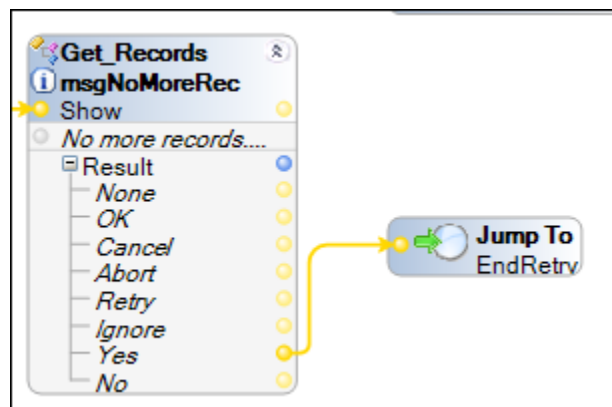 Get_Records
msgNoMoreRec
Show
No more records....
Result
None
OK
Cancel
Abort
Retry
Ignore
Yes
No
Jump To
EndRetry